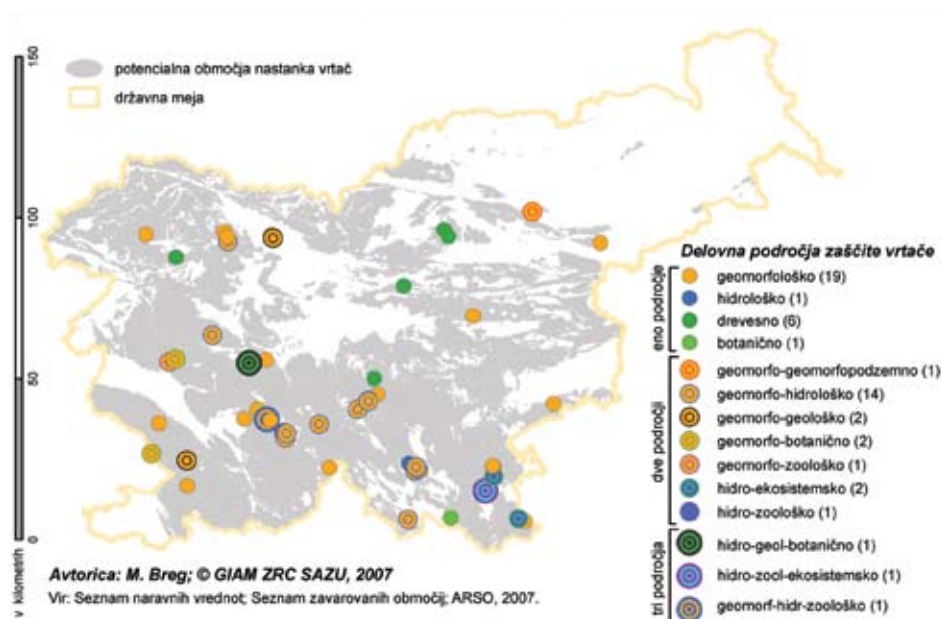 150
100
50
0
v kilometrih
potencialna območja nastanka vrtač
državna meja
Delovna področja zaščite vrtače
eno področje
geomorfološko (19)
hidrološko (1)
drevesno (6)
botanično (1)
dve področji
geomorfo-geomorfopodzemno (1)
geomorfo-hidrološko (14)
geomorfo-geološko (2)
geomorfo-botanično (2)
geomorfo-zoološko (1)
hidro-ekosistemsko (2)
hidro-zoološko (1)
tri področja
hidro-geol-botanično (1)
hidro-zool-ekosistemsko (1)
geomorf-hidr-zoološko (1)
Avtorica: M. Breg; © GIAM ZRC SAZU, 2007
Vir: Seznam naravnih vrednot; Seznam zavarovanih območij; ARSO, 2007.